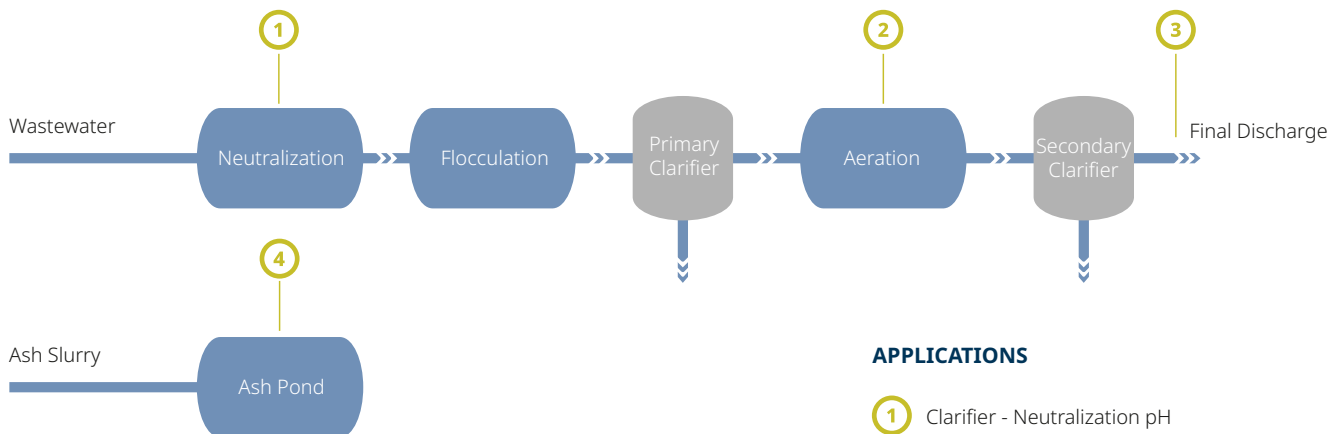 1
2
3
Wastewater
Neutralization
Flocculation
Primary
Clarifier
Aeration
Secondary
Clarifier
Final Discharge
4
Ash Slurry
Ash Pond
APPLICATIONS
1 Clarifier - Neutralization pH